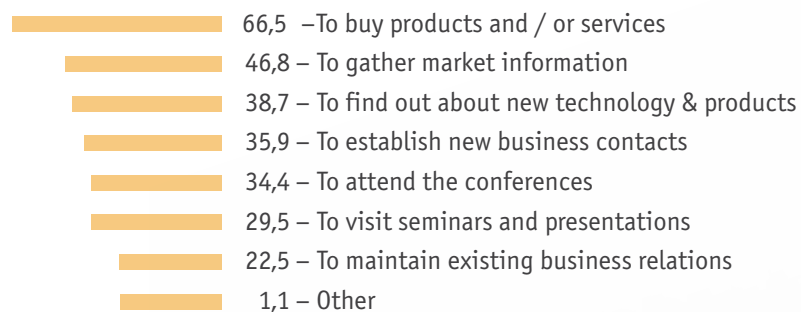 66,5 –To buy products and / or services
46,8 – To gather market information
38,7 – To find out about new technology & products
35,9 – To establish new business contacts
34,4 – To attend the conferences
29,5 – To visit seminars and presentations
22,5 – To maintain existing business relations
1,1 – Other